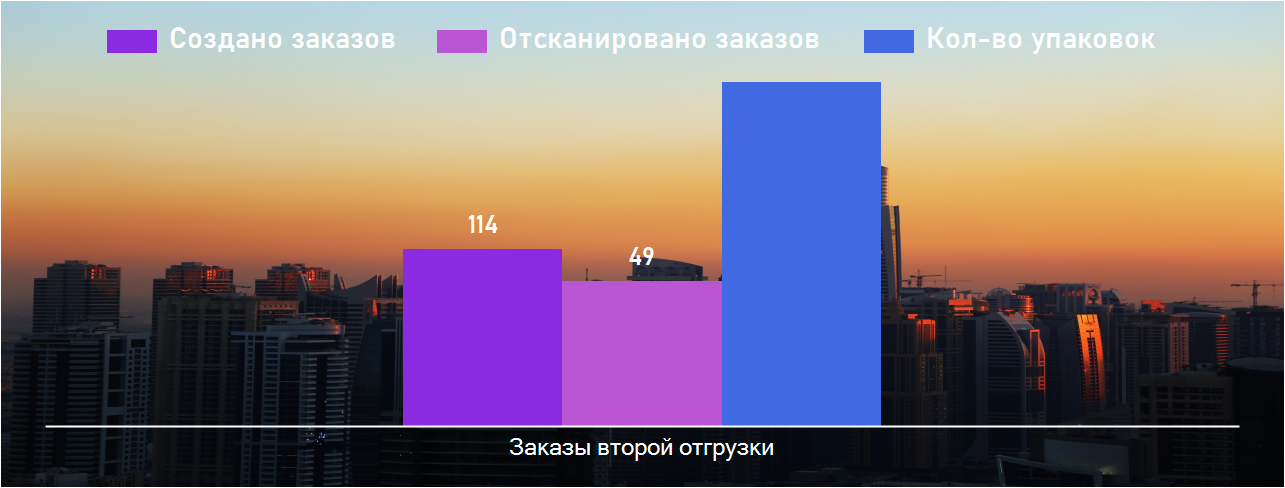 Создано заказов Отсканировано заказов Кол-во упаковок
114
49
Заказы второй отгрузки